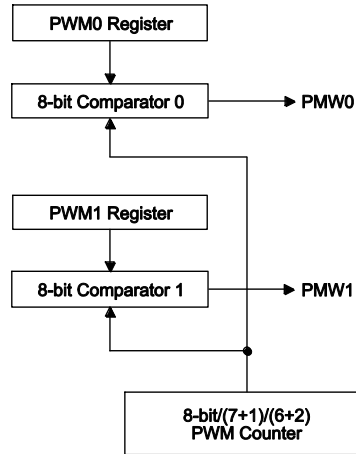 PWM0 Register
8-bit Comparator 0
PMW0
PWM1 Register
8-bit Comparator 1
PMW1
8-bit/(7+1)/(6+2)
PWM Counter